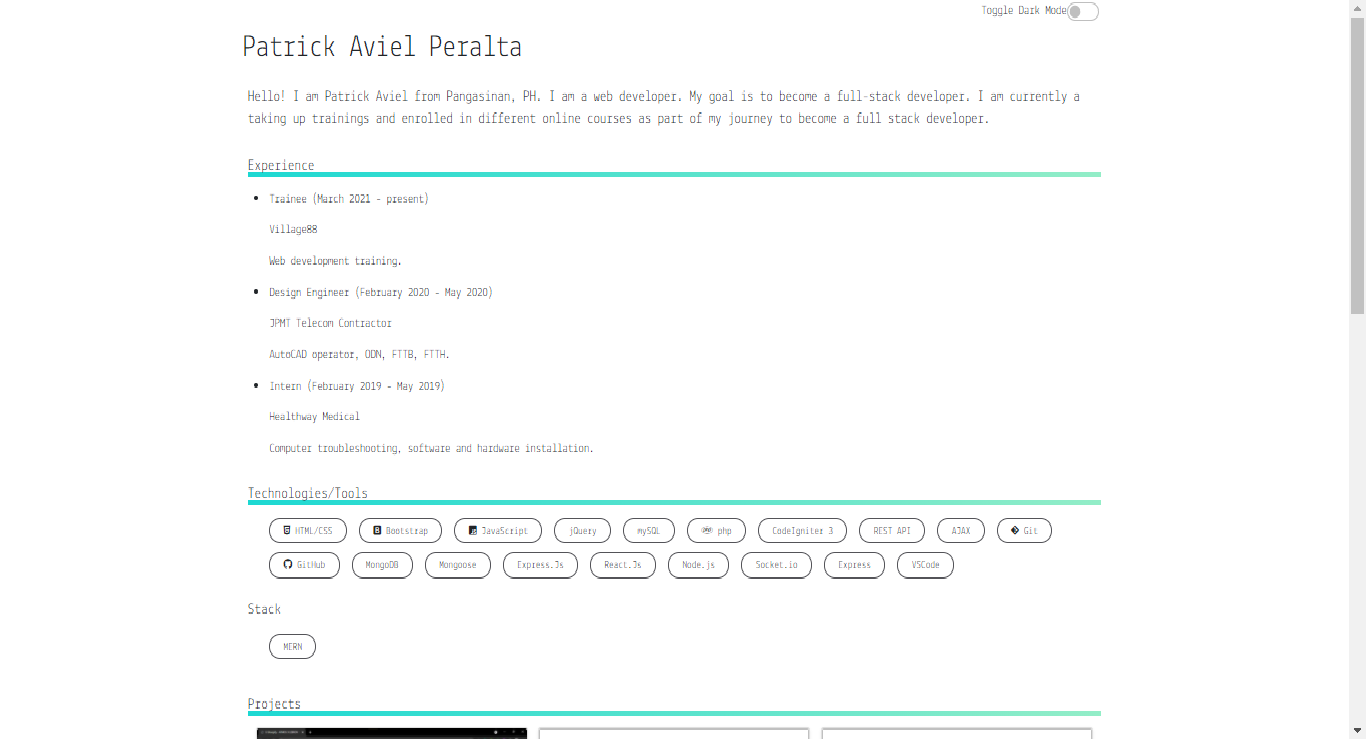 Toggle Dark Mode
Patrick Aviel Peralta
Hello! I am Patrick Aviel from Pangasinan, PH. I am a web developer. My goal is to become a full-stack developer. I am currently a
taking up trainings and enrolled in different online courses as part of my journey to become a full stack developer.
Experience
Trainee (March 2021 - present)
Village88
Web development training.
Design Engineer (February 2020 - May 2020)
JPMT Telecom Contractor
AutoCAD operator, ODN, FTTB, FTTH.
Intern (February 2019 - May 2019)
Healthway Medical
Computer troubleshooting, software and hardware installation.
Technologies/Tools
HTML/CSS Bootstrap JavaScript jQuery mySQL php CodeIgniter 3 REST API AJAX Git
GitHub MongoDB Mongoose Express.Js React.Js Node.js Socket.io Express VSCode
Stack
MERN
Projects